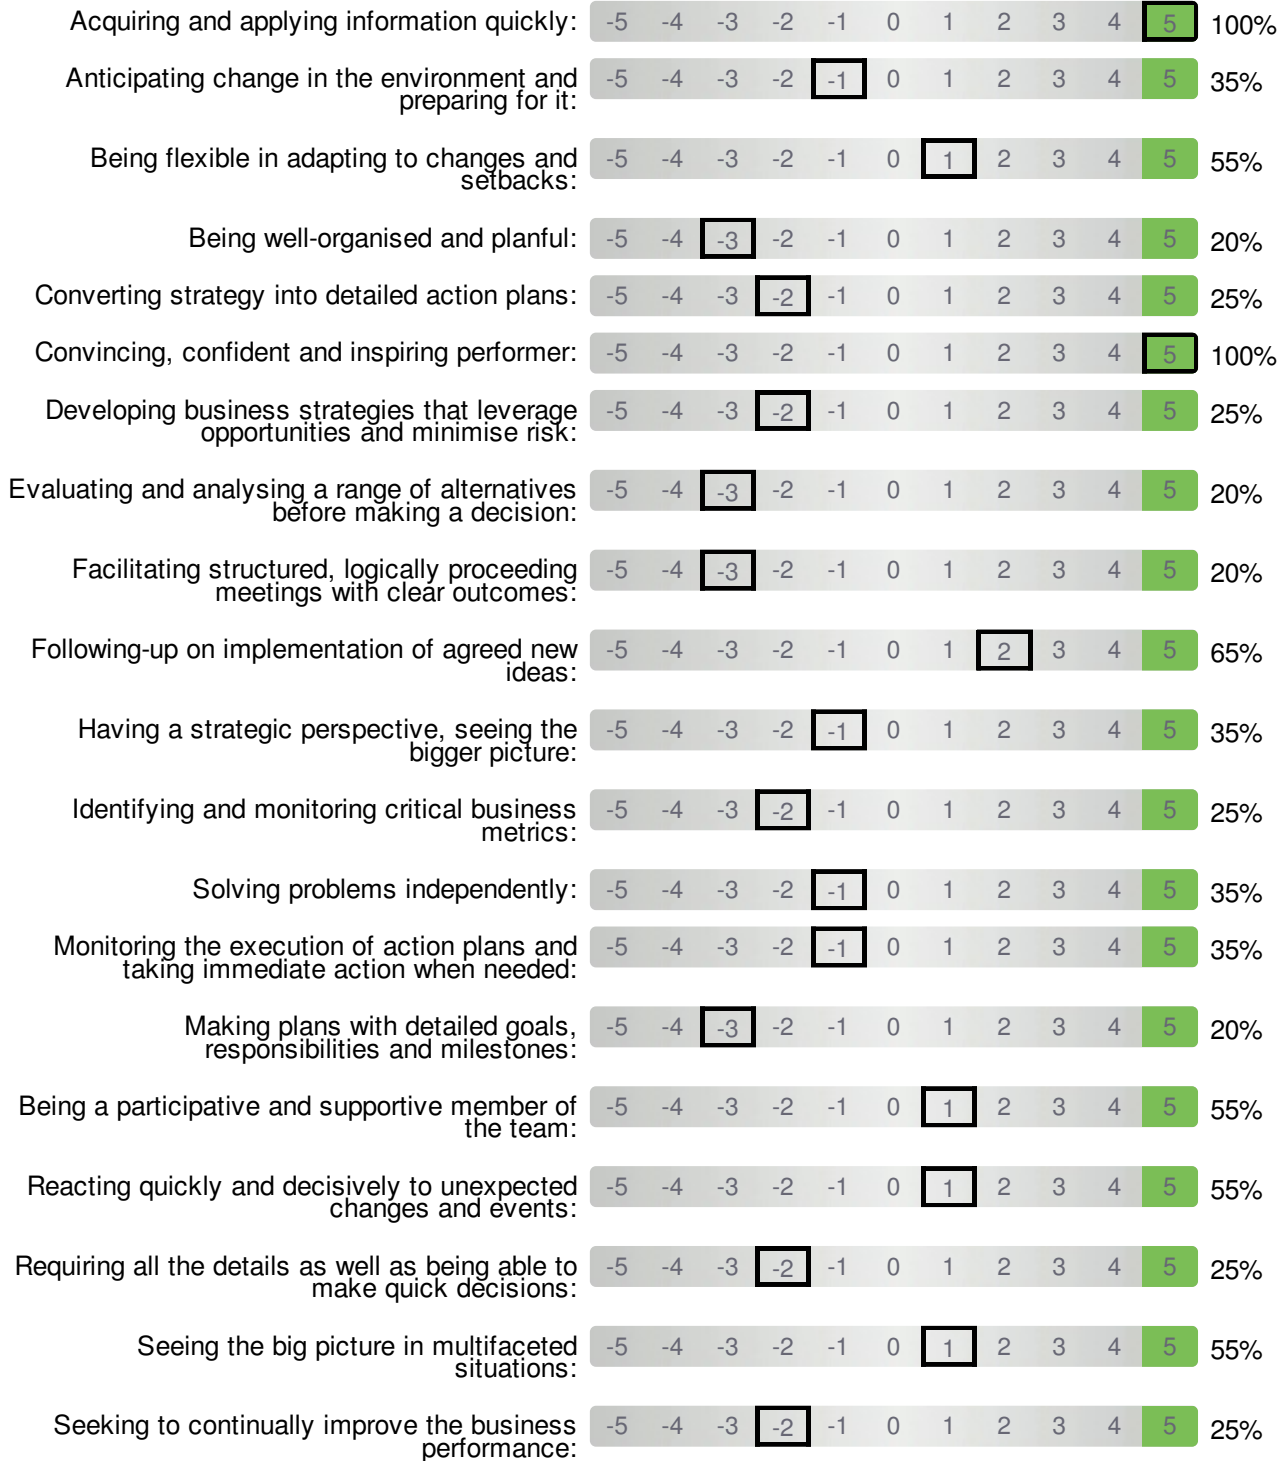 Acquiring and applying information quickly: -5 -4 -3 -2 -1 0 1 2 3 4 5 100%
Anticipating change in the environment and
preparing for it: -5 -4 -3 -2 -1 0 1 2 3 4 5 35%
Being flexible in adapting to changes and
setbacks: -5 -4 -3 -2 -1 0 1 2 3 4 5 55%
Being well-organised and planful: -5 -4 -3 -2 -1 0 1 2 3 4 5 20%
Converting strategy into detailed action plans: -5 -4 -3 -2 -1 0 1 2 3 4 5 25%
Convincing, confident and inspiring performer: -5 -4 -3 -2 -1 0 1 2 3 4 5 100%
Developing business strategies that leverage
opportunities and minimise risk: -5 -4 -3 -2 -1 0 1 2 3 4 5 25%
Evaluating and analysing a range of alternatives
before making a decision: -5 -4 -3 -2 -1 0 1 2 3 4 5 20%
Facilitating structured, logically proceeding
meetings with clear outcomes: -5 -4 -3 -2 -1 0 1 2 3 4 5 20%
Following-up on implementation of agreed new
ideas: -5 -4 -3 -2 -1 0 1 2 3 4 5 65%
Having a strategic perspective, seeing the
bigger picture: -5 -4 -3 -2 -1 0 1 2 3 4 5 35%
Identifying and monitoring critical business
metrics: -5 -4 -3 -2 -1 0 1 2 3 4 5 25%
Solving problems independently: -5 -4 -3 -2 -1 0 1 2 3 4 5 35%
Monitoring the execution of action plans and
taking immediate action when needed: -5 -4 -3 -2 -1 0 1 2 3 4 5 35%
Making plans with detailed goals,
responsibilities and milestones: -5 -4 -3 -2 -1 0 1 2 3 4 5 20%
Being a participative and supportive member of
the team: -5 -4 -3 -2 -1 0 1 2 3 4 5 55%
Reacting quickly and decisively to unexpected
changes and events: -5 -4 -3 -2 -1 0 1 2 3 4 5 55%
Requiring all the details as well as being able to
make quick decisions: -5 -4 -3 -2 -1 0 1 2 3 4 5 25%
Seeing the big picture in multifaceted
situations: -5 -4 -3 -2 -1 0 1 2 3 4 5 55%
Seeking to continually improve the business
performance: -5 -4 -3 -2 -1 0 1 2 3 4 5 25%